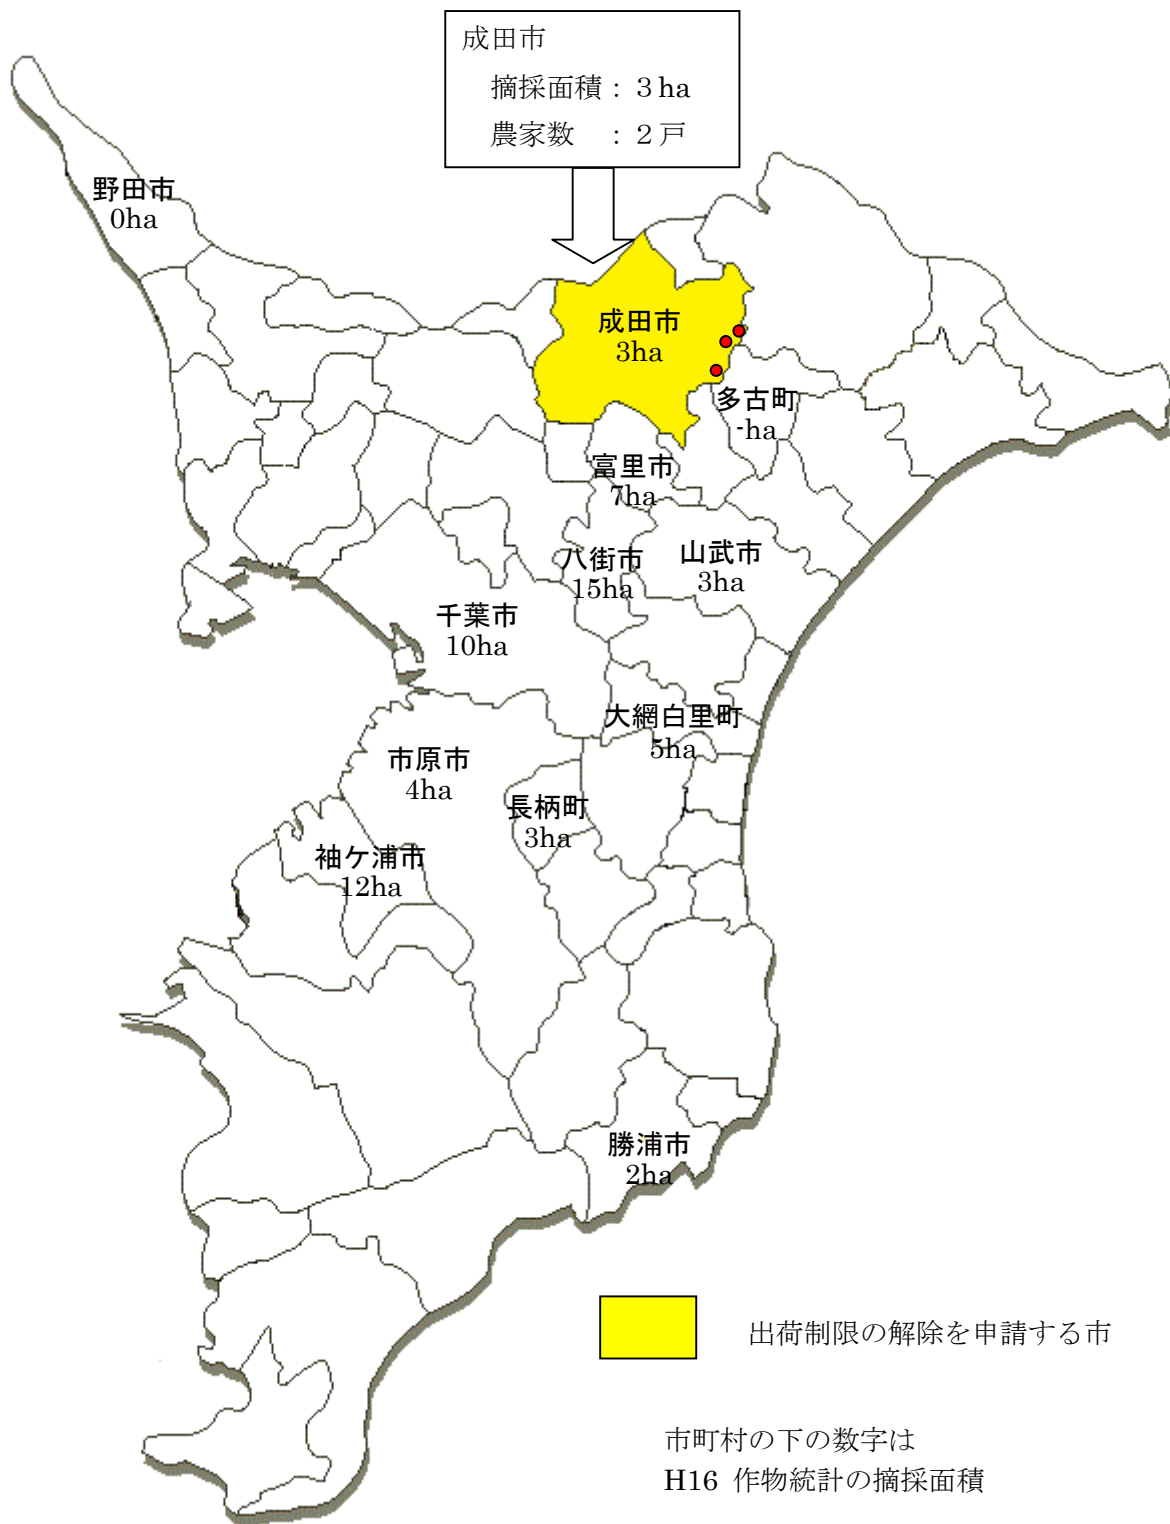 成田市
摘採面積：３ha
農家数　：２戸
野田市
0ha
成田市
3ha
多古町
-ha
富里市
7ha
八街市
15ha
山武市
3ha
千葉市
10ha
大網白里町
5ha
市原市
4ha
長柄町
3ha
袖ケ浦市
12ha
勝浦市
2ha
出荷制限の解除を申請する市
市町村の下の数字は
H16 作物統計の摘採面積